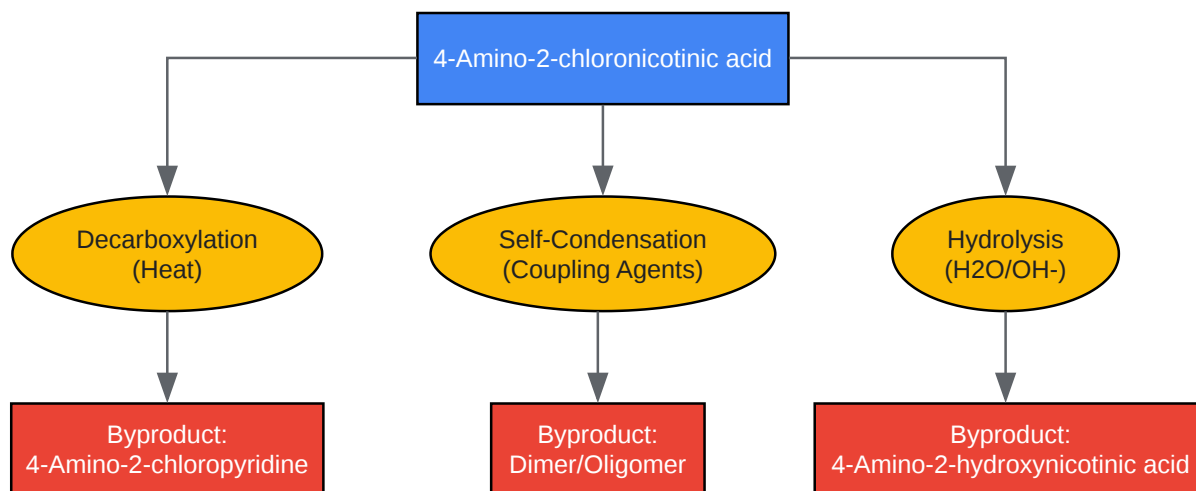 4-Amino-2-chloronicotinic acid
Decarboxylation
(Heat)
Self-Condensation
(Coupling Agents)
Hydrolysis
(H2O/OH-)
Byproduct:
4-Amino-2-chloropyridine
Byproduct:
Dimer/Oligomer
Byproduct:
4-Amino-2-hydroxynicotinic acid